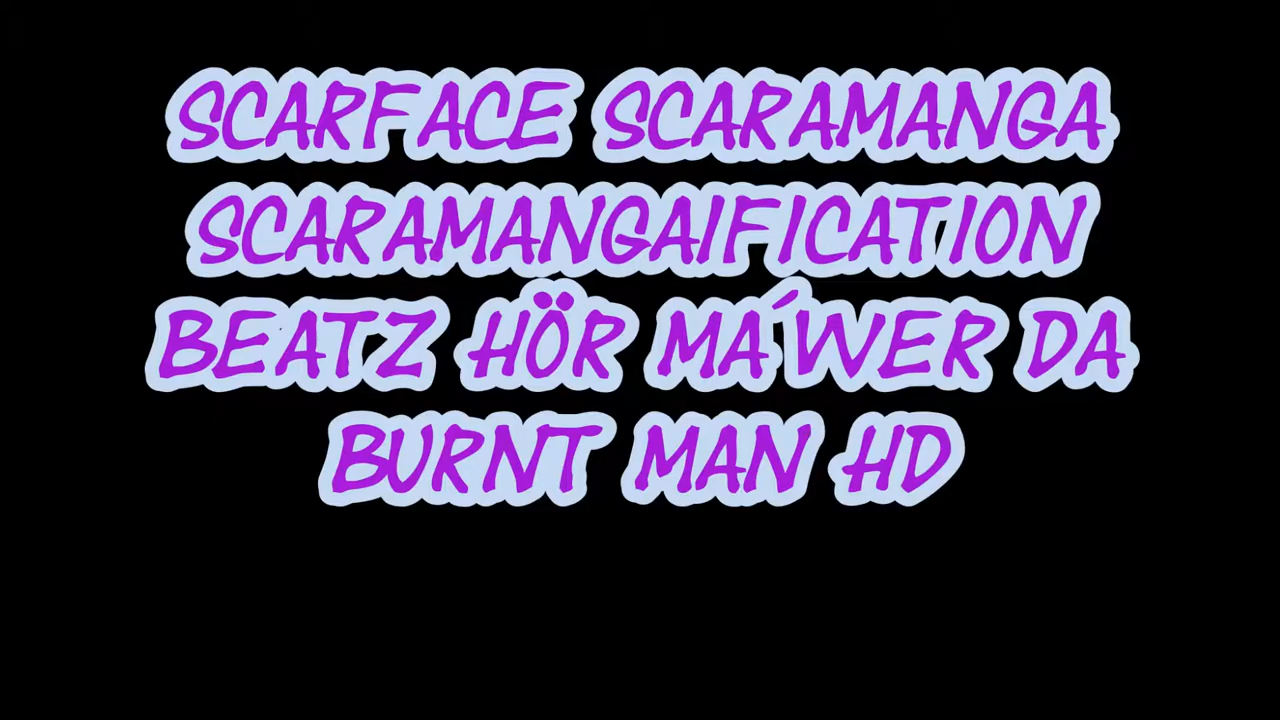 SCARFACE SCARAMANGA
SCARAMANGAIFICATION
BEATZ HÖR MA´WER DA
BURNT MAN HD